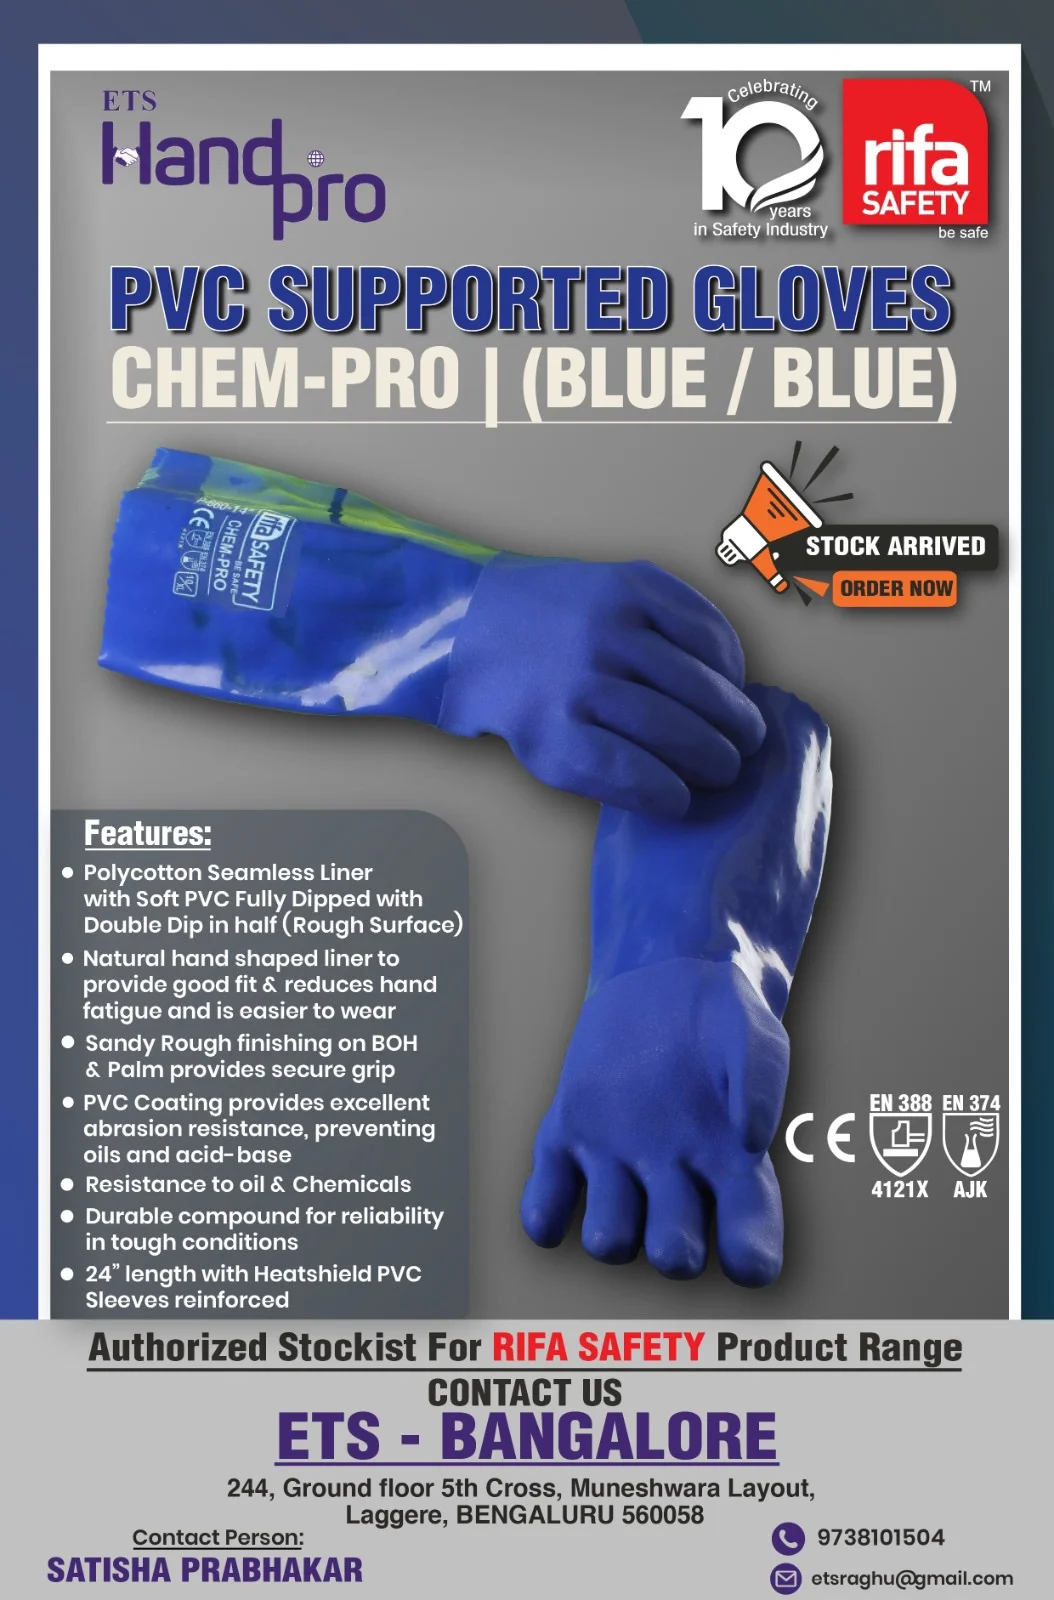 ETS
Hand
pro
Celebrating
10
years
in Safety Industry
TM
rifa
SAFETY
be safe
PVC SUPPORTED GLOVES
CHEM-PRO | (BLUE / BLUE)
rifa SAFETY
BE SAFE
CHEM-PRO
CE
STOCK ARRIVED
ORDER NOW
Features:
• Polycotton Seamless Liner
with Soft PVC Fully Dipped with
Double Dip in half (Rough Surface)
• Natural hand shaped liner to
provide good fit & reduces hand
fatigue and is easier to wear
• Sandy Rough finishing on BOH
& Palm provides secure grip
• PVC Coating provides excellent
abrasion resistance, preventing
oils and acid-base
• Resistance to oil & Chemicals
• Durable compound for reliability
in tough conditions
• 24” length with Heatshield PVC
Sleeves reinforced
CE
EN 388 EN 374
4121X AJK
Authorized Stockist For RIFA SAFETY Product Range
CONTACT US
ETS - BANGALORE
244, Ground floor 5th Cross, Muneshwara Layout,
Laggere, BENGALURU 560058
Contact Person:
SATISHA PRABHAKAR
9738101504
etsraghu@gmail.com